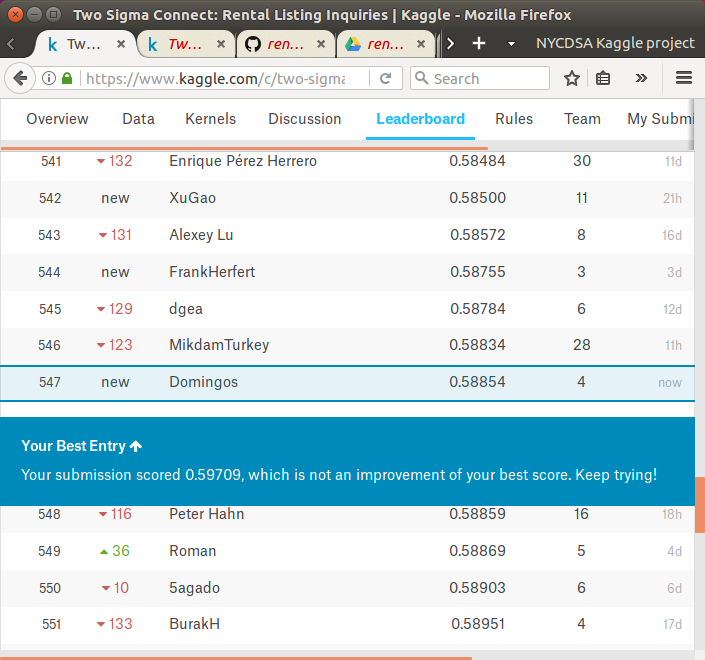 Two Sigma Connect: Rental Listing Inquiries | Kaggle - Mozilla Firefox
Tw... Tw... ren... ren... NYCDSA Kaggle project
https://www.kaggle.com/c/two-sigma Search
Overview Data Kernels Discussion Leaderboard Rules Team My Submi
541 132 Enrique Pérez Herrero 0.58484 30 11d
542 new XuGao 0.58500 11 21h
543 131 Alexey Lu 0.58572 8 16d
544 new FrankHerfert 0.58755 3 3d
545 129 dgea 0.58784 6 12d
546 123 MikdamTurkey 0.58834 28 11h
547 new Domingos 0.58854 4 now
Your Best Entry ↑
Your submission scored 0.59709, which is not an improvement of your best score. Keep trying!
548 116 Peter Hahn 0.58859 16 18h
549 36 Roman 0.58869 5 4d
550 10 5agado 0.58903 6 6d
551 133 BurakH 0.58951 4 17d